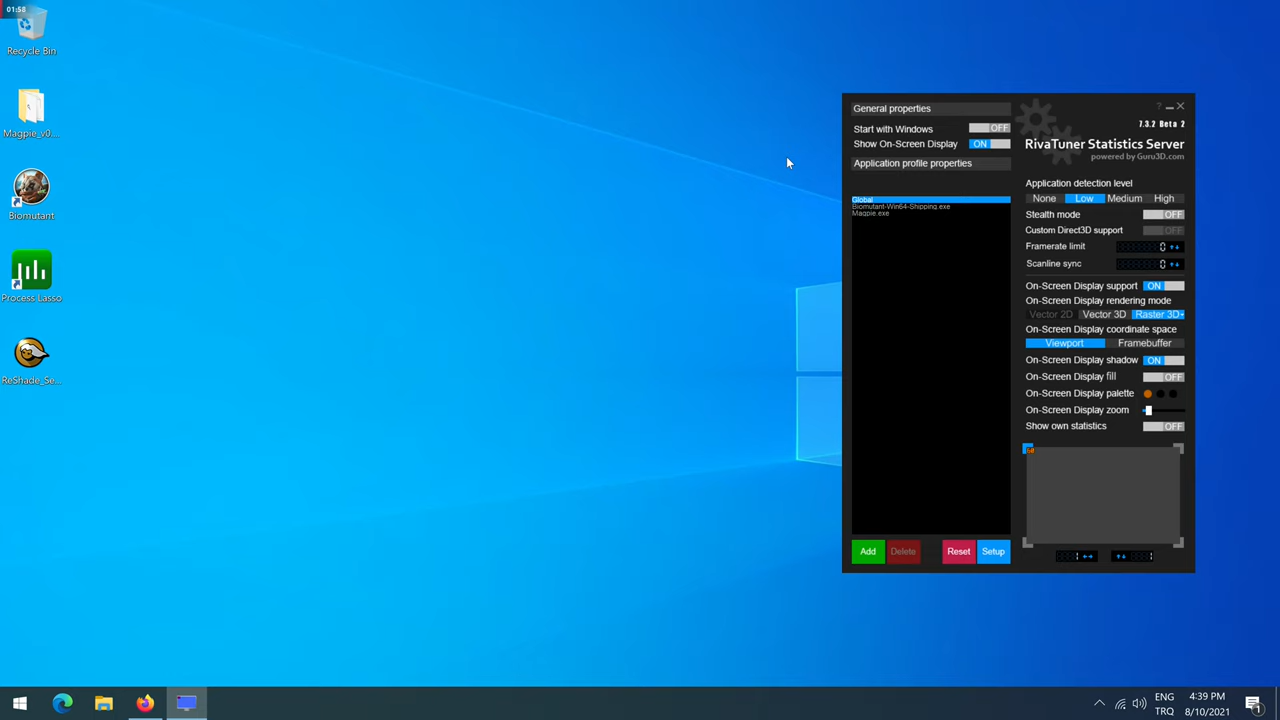 01:58
Recycle Bin
Magpie_v0....
Biomutant
Process Lasso
ReShade_Se...
General properties
Start with Windows
OFF
Show On-Screen Display
ON
Application profile properties
Global
Biomutant-Win64-Shipping.exe
Magpie.exe
Add
Delete
Reset
Setup
?
7.3.2 Beta 2
RivaTuner Statistics Server
powered by Guru3D.com
Application detection level
None Low Medium High
Stealth mode
OFF
Custom Direct3D support
OFF
Framerate limit
0
Scanline sync
0
On-Screen Display support
ON
On-Screen Display rendering mode
Vector 2D Vector 3D Raster 3D
On-Screen Display coordinate space
Viewport Framebuffer
On-Screen Display shadow
ON
On-Screen Display fill
OFF
On-Screen Display palette
On-Screen Display zoom
Show own statistics
OFF
60
1
1
ENG
TRQ
4:39 PM
8/10/2021
1